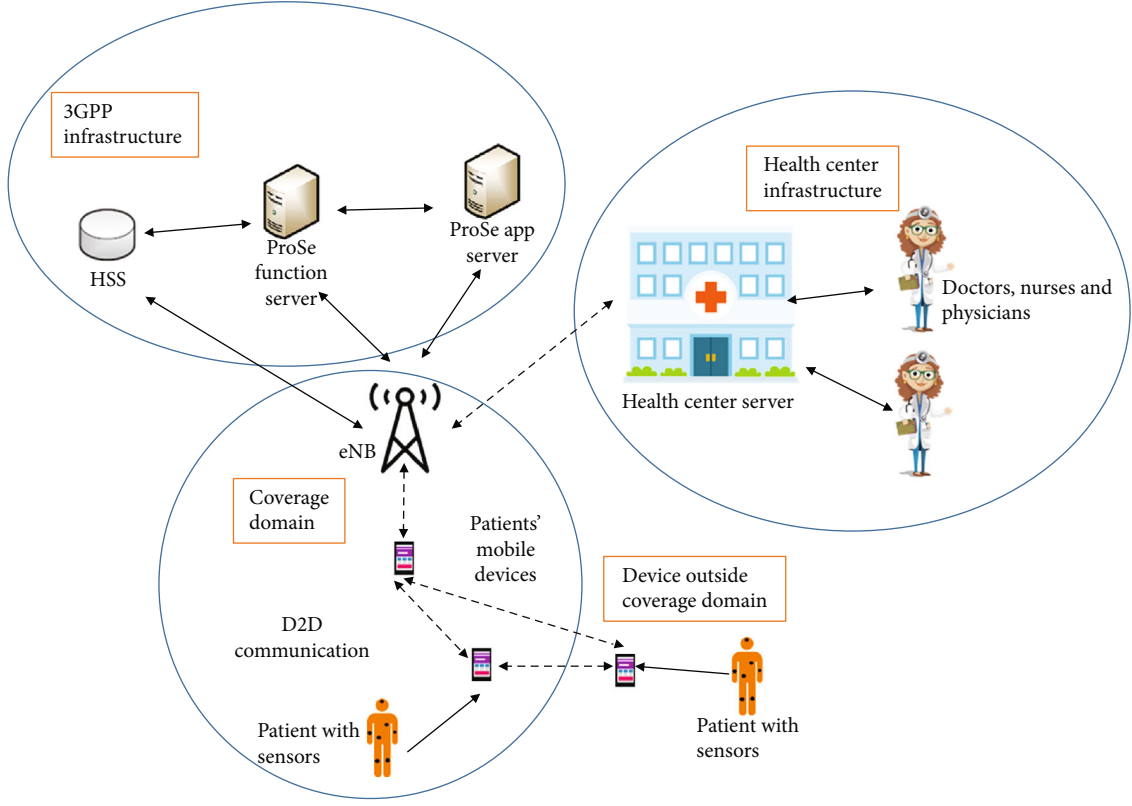 3GPP
infrastructure
HSS
ProSe
function
server
ProSe app
server
Health center
infrastructure
Doctors, nurses and
physicians
Health center server
eNB
Coverage
domain
Patients’
mobile
devices
D2D
communication
Patient with
sensors
Device outside
coverage domain
Patient with
sensors